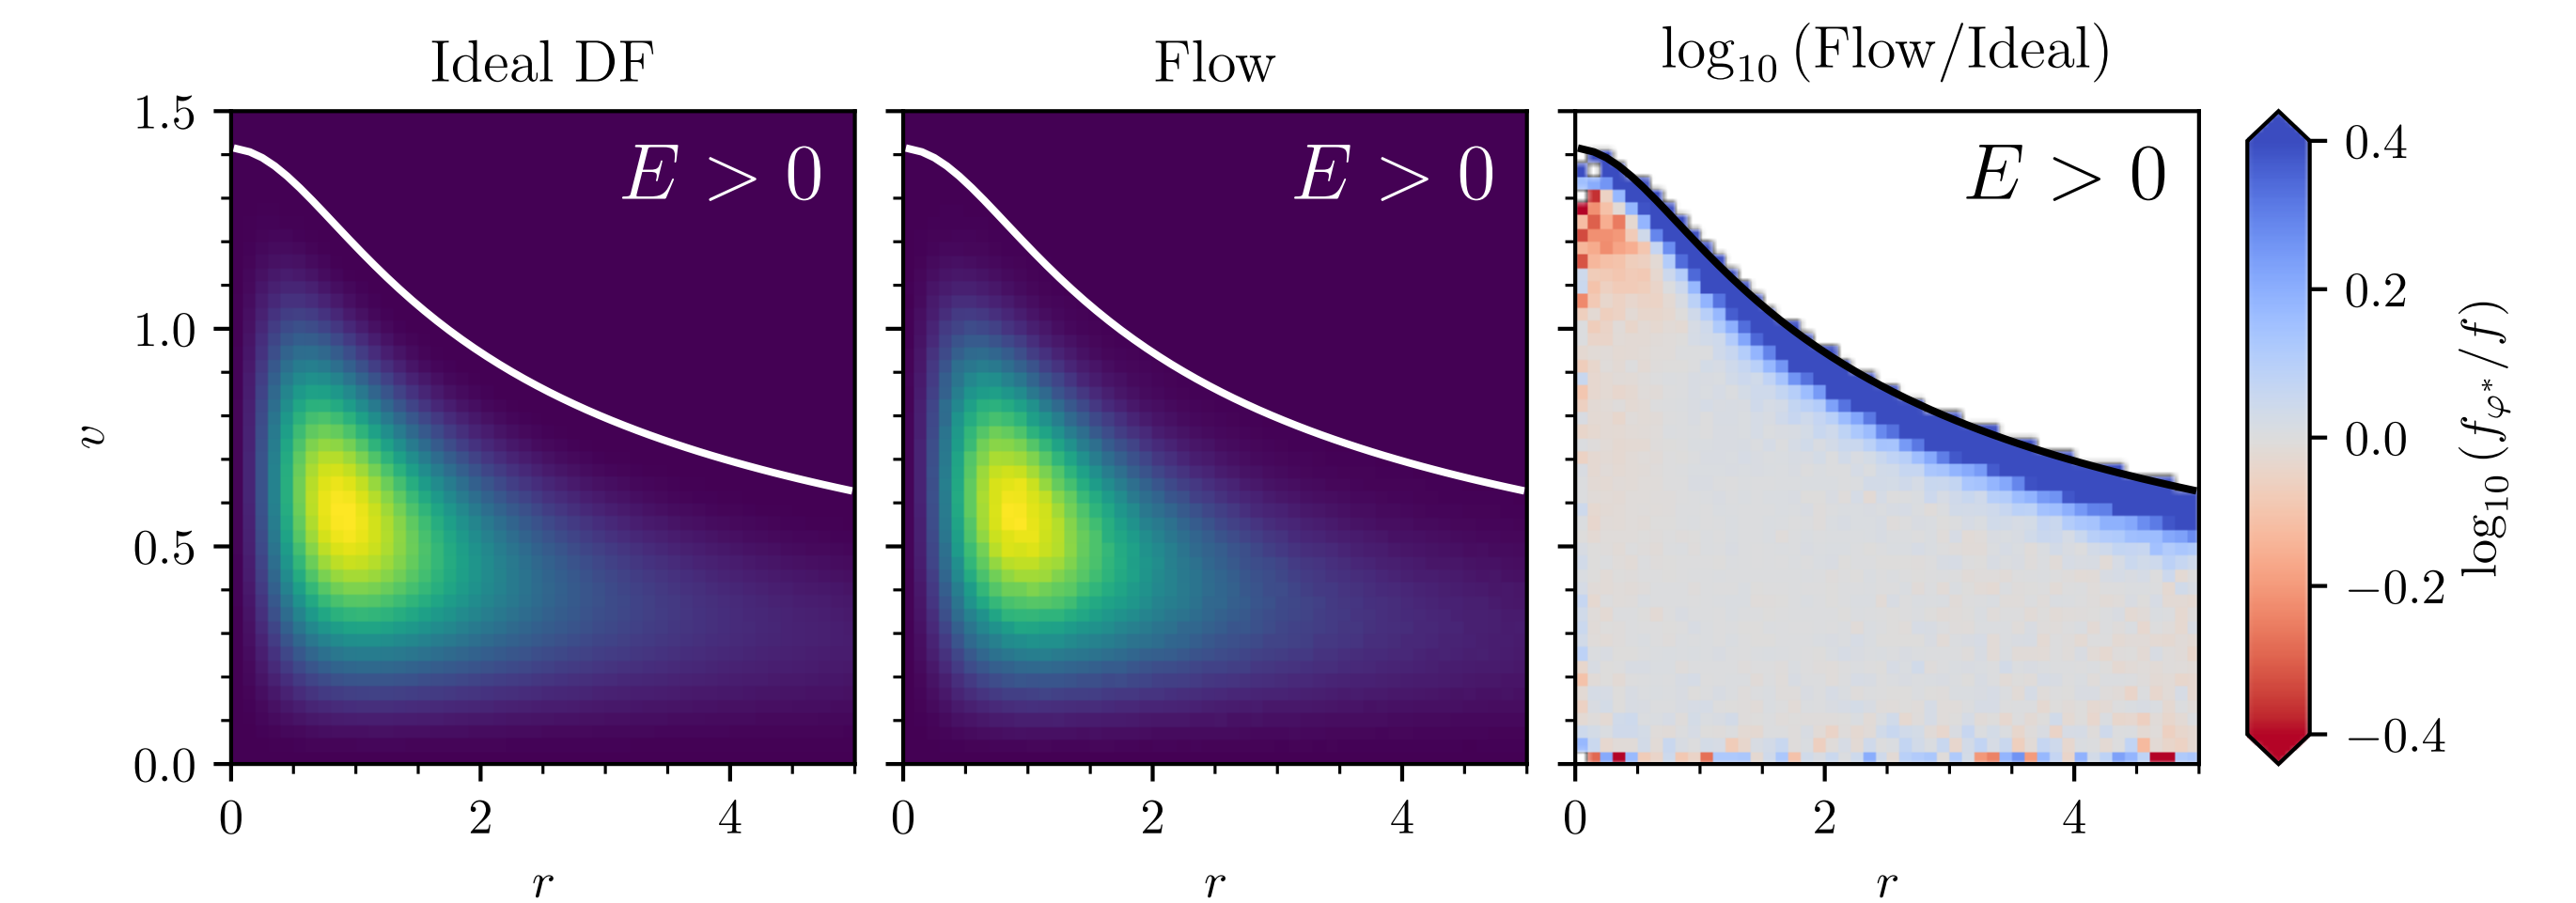 Ideal DF
Flow
log₁₀ (Flow/Ideal)
1.5
1.0
0.5
0.0
v
E > 0
E > 0
E > 0
0 2 4
0 2 4
0 2 4
r
r
r
0.4
0.2
0.0
−0.2
−0.4
log₁₀ (f_φ* / f)